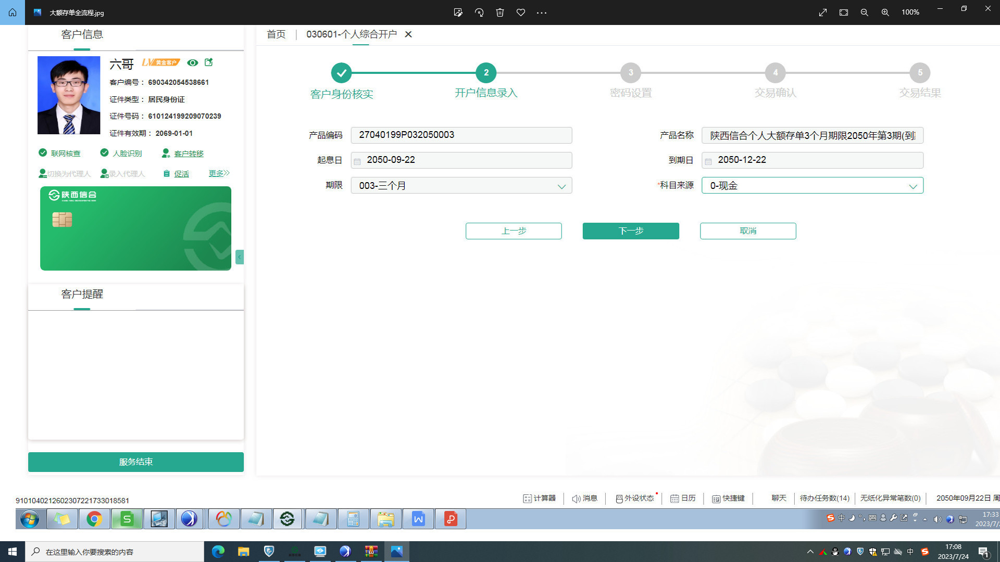 大额存单全流程.jpg
100%
客户信息
首页
030601-个人综合开户
六哥
LV黄金客户
客户编号： 690342054538661
证件类型： 居民身份证
证件号码： 610124199209070239
证件有效期： 2069-01-01
联网核查 人脸识别 客户转移
切换为代理人 录入代理人 促活 更多
陕西信合
2 3 4 5
客户身份核实 开户信息录入 密码设置 交易确认 交易结果
产品编码 27040199P032050003
产品名称 陕西信合个人大额存单3个月期限2050年第3期(到
起息日 2050-09-22
到期日 2050-12-22
期限 003-三个月
*科目来源 0-现金
上一步 下一步 取消
客户提醒
服务结束
9101040212602307221733018581
计算器 消息 外设状态 日历 快捷键 聊天 待办任务数(14) 无纸化异常笔数(0) 2050年09月22日 周
中
17:33
2023/7/
在这里输入你要搜索的内容
中
17:08
2023/7/24
1